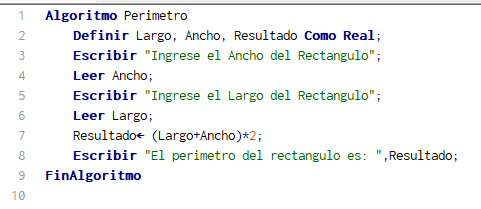 1 Algoritmo Perimetro
2 Definir Largo, Ancho, Resultado Como Real;
3 Escribir "Ingrese el Ancho del Rectangulo";
4 Leer Ancho;
5 Escribir "Ingrese el Largo del Rectangulo";
6 Leer Largo;
7 Resultado← (Largo+Ancho)*2;
8 Escribir "El perimetro del rectangulo es: ",Resultado;
9 FinAlgoritmo
10